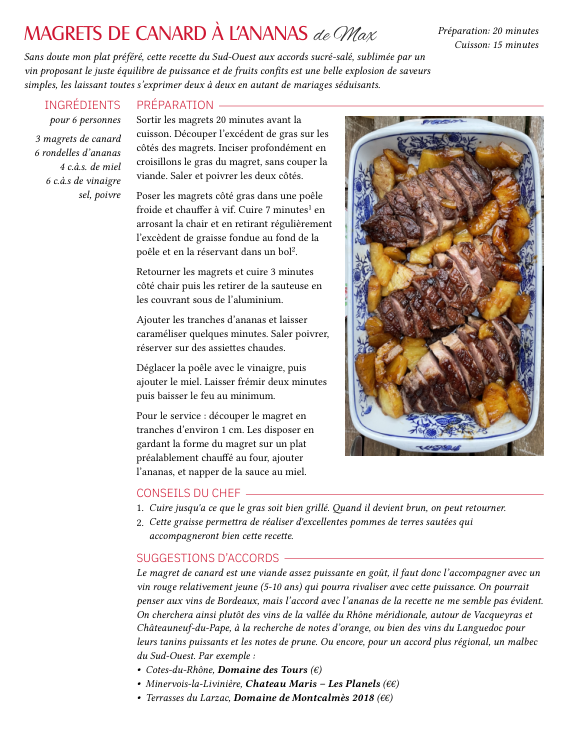 MAGRETS DE CANARD À L'ANANAS de Max
Préparation: 20 minutes
Cuisson: 15 minutes
Sans doute mon plat préféré, cette recette du Sud-Ouest aux accords sucré-salé, sublimée par un
vin proposant le juste équilibre de puissance et de fruits confits est une belle explosion de saveurs
simples, les laissant toutes s'exprimer deux à deux en autant de mariages séduisants.
INGRÉDIENTS
pour 6 personnes
3 magrets de canard
6 rondelles d'ananas
4 c.à.s. de miel
6 c.à.s de vinaigre
sel, poivre
PRÉPARATION
Sortir les magrets 20 minutes avant la
cuisson. Découper l'excédent de gras sur les
côtés des magrets. Inciser profondément en
croisillons le gras du magret, sans couper la
viande. Saler et poivrer les deux côtés.
Poser les magrets côté gras dans une poêle
froide et chauffer à vif. Cuire 7 minutes¹ en
arrosant la chair et en retirant régulièrement
l'excèdent de graisse fondue au fond de la
poêle et en la réservant dans un bol².
Retourner les magrets et cuire 3 minutes
côté chair puis les retirer de la sauteuse en
les couvrant sous de l'aluminium.
Ajouter les tranches d'ananas et laisser
caraméliser quelques minutes. Saler poivrer,
réserver sur des assiettes chaudes.
Déglacer la poêle avec le vinaigre, puis
ajouter le miel. Laisser frémir deux minutes
puis baisser le feu au minimum.
Pour le service : découper le magret en
tranches d'environ 1 cm. Les disposer en
gardant la forme du magret sur un plat
préalablement chauffé au four, ajouter
l'ananas, et napper de la sauce au miel.
CONSEILS DU CHEF
1. Cuire jusqu'a ce que le gras soit bien grillé. Quand il devient brun, on peut retourner.
2. Cette graisse permettra de réaliser d'excellentes pommes de terres sautées qui
accompagneront bien cette recette.
SUGGESTIONS D'ACCORDS
Le magret de canard est une viande assez puissante en goût, il faut donc l'accompagner avec un
vin rouge relativement jeune (5-10 ans) qui pourra rivaliser avec cette puissance. On pourrait
penser aux vins de Bordeaux, mais l'accord avec l'ananas de la recette ne me semble pas évident.
On cherchera ainsi plutôt des vins de la vallée du Rhône méridionale, autour de Vacqueyras et
Châteauneuf-du-Pape, à la recherche de notes d'orange, ou bien des vins du Languedoc pour
leurs tanins puissants et les notes de prune. Ou encore, pour un accord plus régional, un malbec
du Sud-Ouest. Par exemple :
• Cotes-du-Rhône, Domaine des Tours (€)
• Minervois-la-Livinière, Chateau Maris – Les Planels (€€)
• Terrasses du Larzac, Domaine de Montcalmès 2018 (€€)